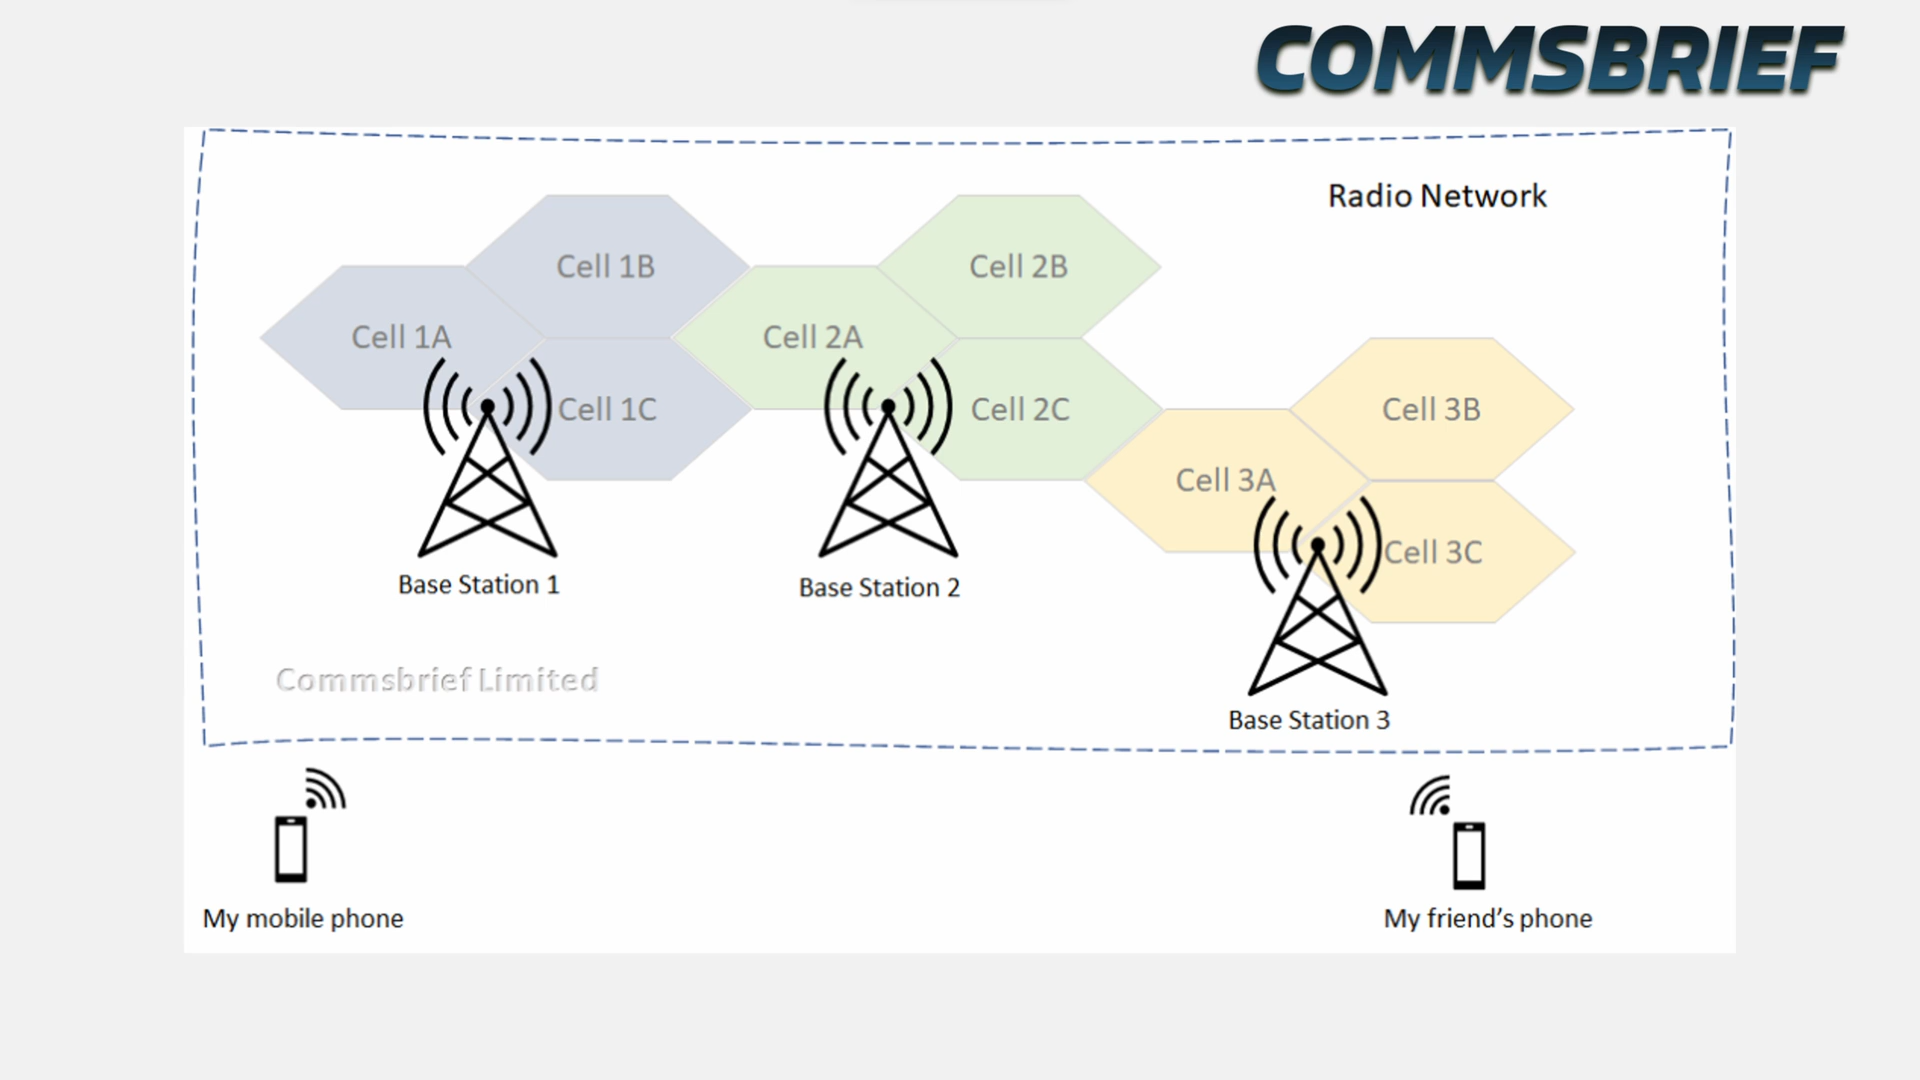 COMMSBRIEF
Radio Network
Cell 1B
Cell 2B
Cell 1A
Cell 2A
Cell 1C
Cell 2C
Cell 3B
Cell 3A
Cell 3C
Base Station 1
Base Station 2
Commsbrief Limited
Base Station 3
My mobile phone
My friend’s phone